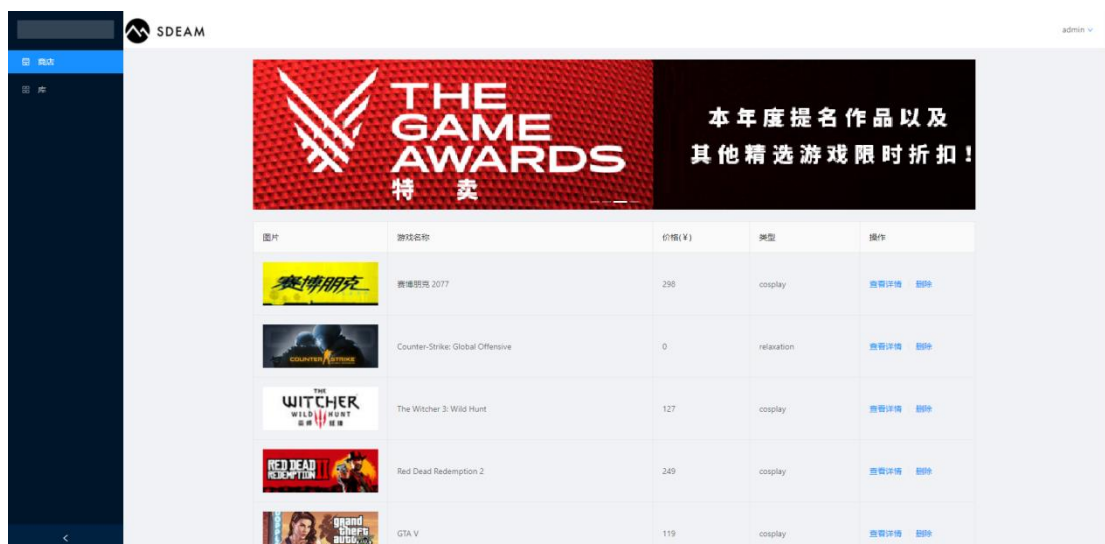 SDEAM
admin
商店
库
THE
GAME
AWARDS
特 卖
本年度提名作品以及
其他精选游戏限时折扣！
图片 游戏名称 价格(¥) 类型 操作
赛博朋克 赛博朋克 2077 298 cosplay 查看详情 删除
COUNTER STRIKE Counter-Strike: Global Offensive 0 relaxation 查看详情 删除
THE
WITCHER
WILD HUNT
巫师 狂猎
The Witcher 3: Wild Hunt 127 cosplay 查看详情 删除
RED DEAD
REDEMPTION II
Red Dead Redemption 2 249 cosplay 查看详情 删除
grand
theft
auto
GTA V 119 cosplay 查看详情 删除